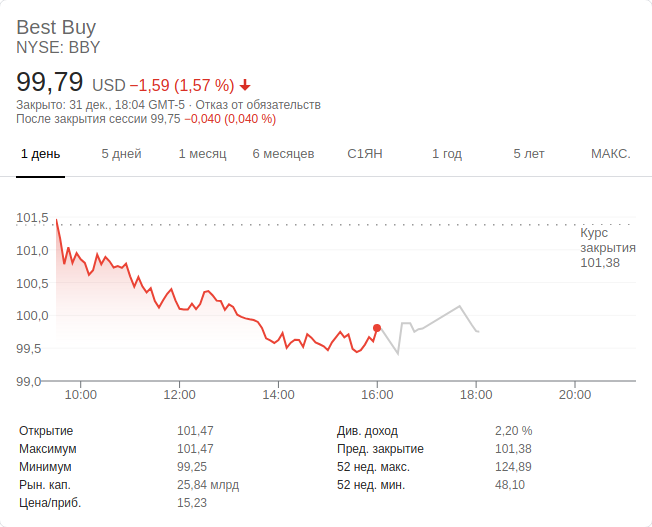 Best Buy
NYSE: BBY
99,79 USD −1,59 (1,57 %)
Закрыто: 31 дек., 18:04 GMT-5 · Отказ от обязательств
После закрытия сессии 99,75 −0,040 (0,040 %)
1 день 5 дней 1 месяц 6 месяцев С1ЯН 1 год 5 лет МАКС.
101,5
101,0
100,5
100,0
99,5
99,0
Курс
закрытия
101,38
10:00 12:00 14:00 16:00 18:00 20:00
Открытие 101,47 Див. доход 2,20 %
Максимум 101,47 Пред. закрытие 101,38
Минимум 99,25 52 нед. макс. 124,89
Рын. кап. 25,84 млрд 52 нед. мин. 48,10
Цена/приб. 15,23